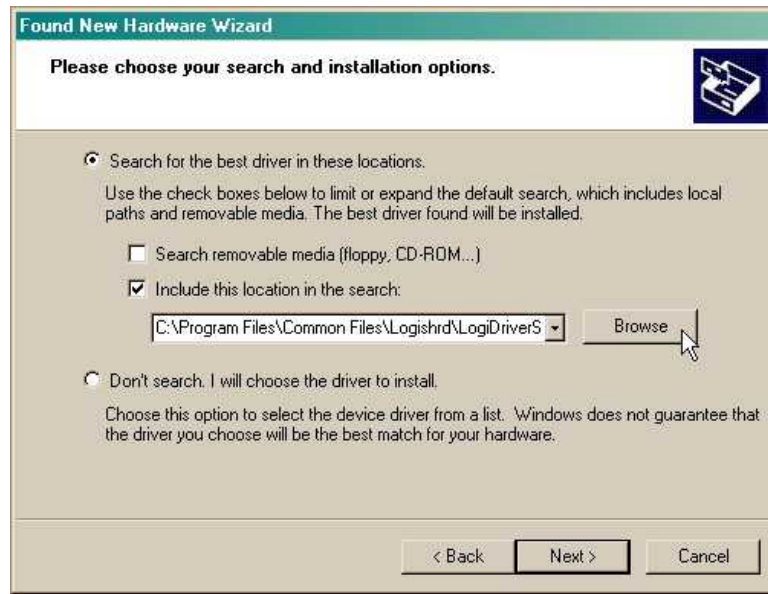 Found New Hardware Wizard
Please choose your search and installation options.
Search for the best driver in these locations.
Use the check boxes below to limit or expand the default search, which includes local
paths and removable media. The best driver found will be installed.
Search removable media (floppy, CD-ROM...)
Include this location in the search:
C:\Program Files\Common Files\Logishrd\LogiDriverS
Browse
Don't search. I will choose the driver to install.
Choose this option to select the device driver from a list. Windows does not guarantee that
the driver you choose will be the best match for your hardware.
< Back Next > Cancel